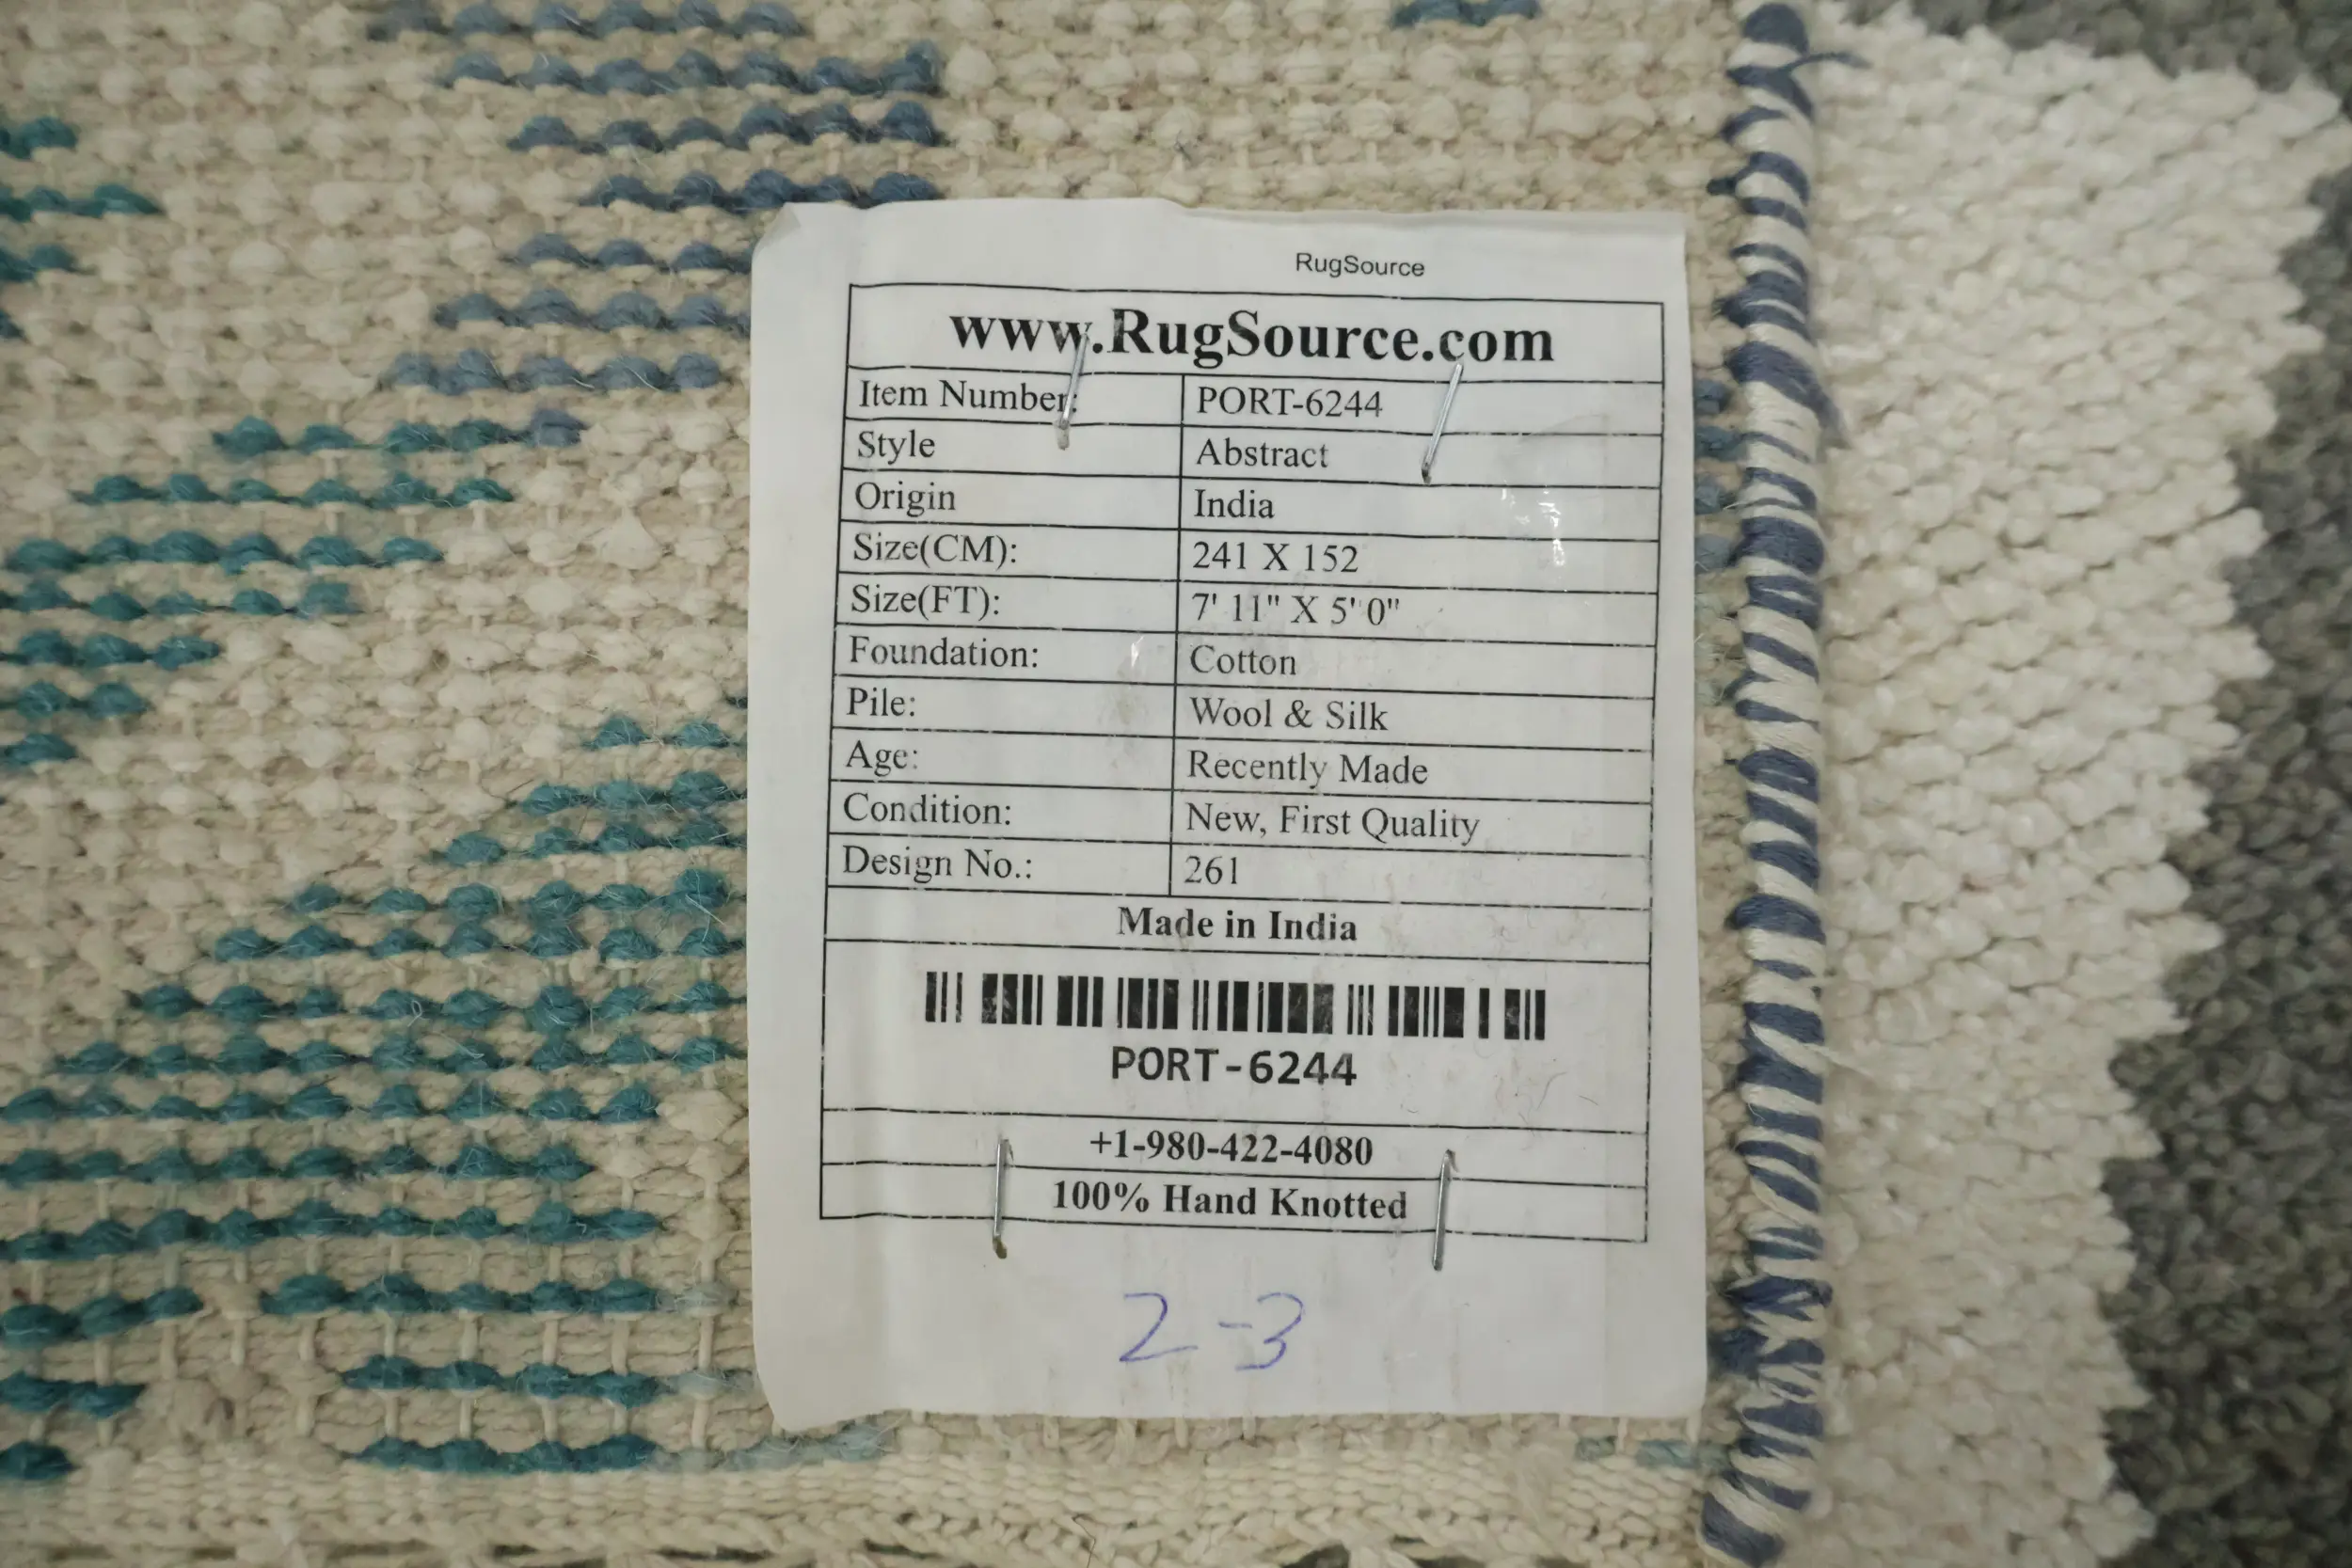 RugSource
www.RugSource.com
Item Number: PORT-6244
Style Abstract
Origin India
Size(CM): 241 X 152
Size(FT): 7' 11" X 5' 0"
Foundation: Cotton
Pile: Wool & Silk
Age: Recently Made
Condition: New, First Quality
Design No.: 261
Made in India
PORT-6244
+1-980-422-4080
100% Hand Knotted
2-3